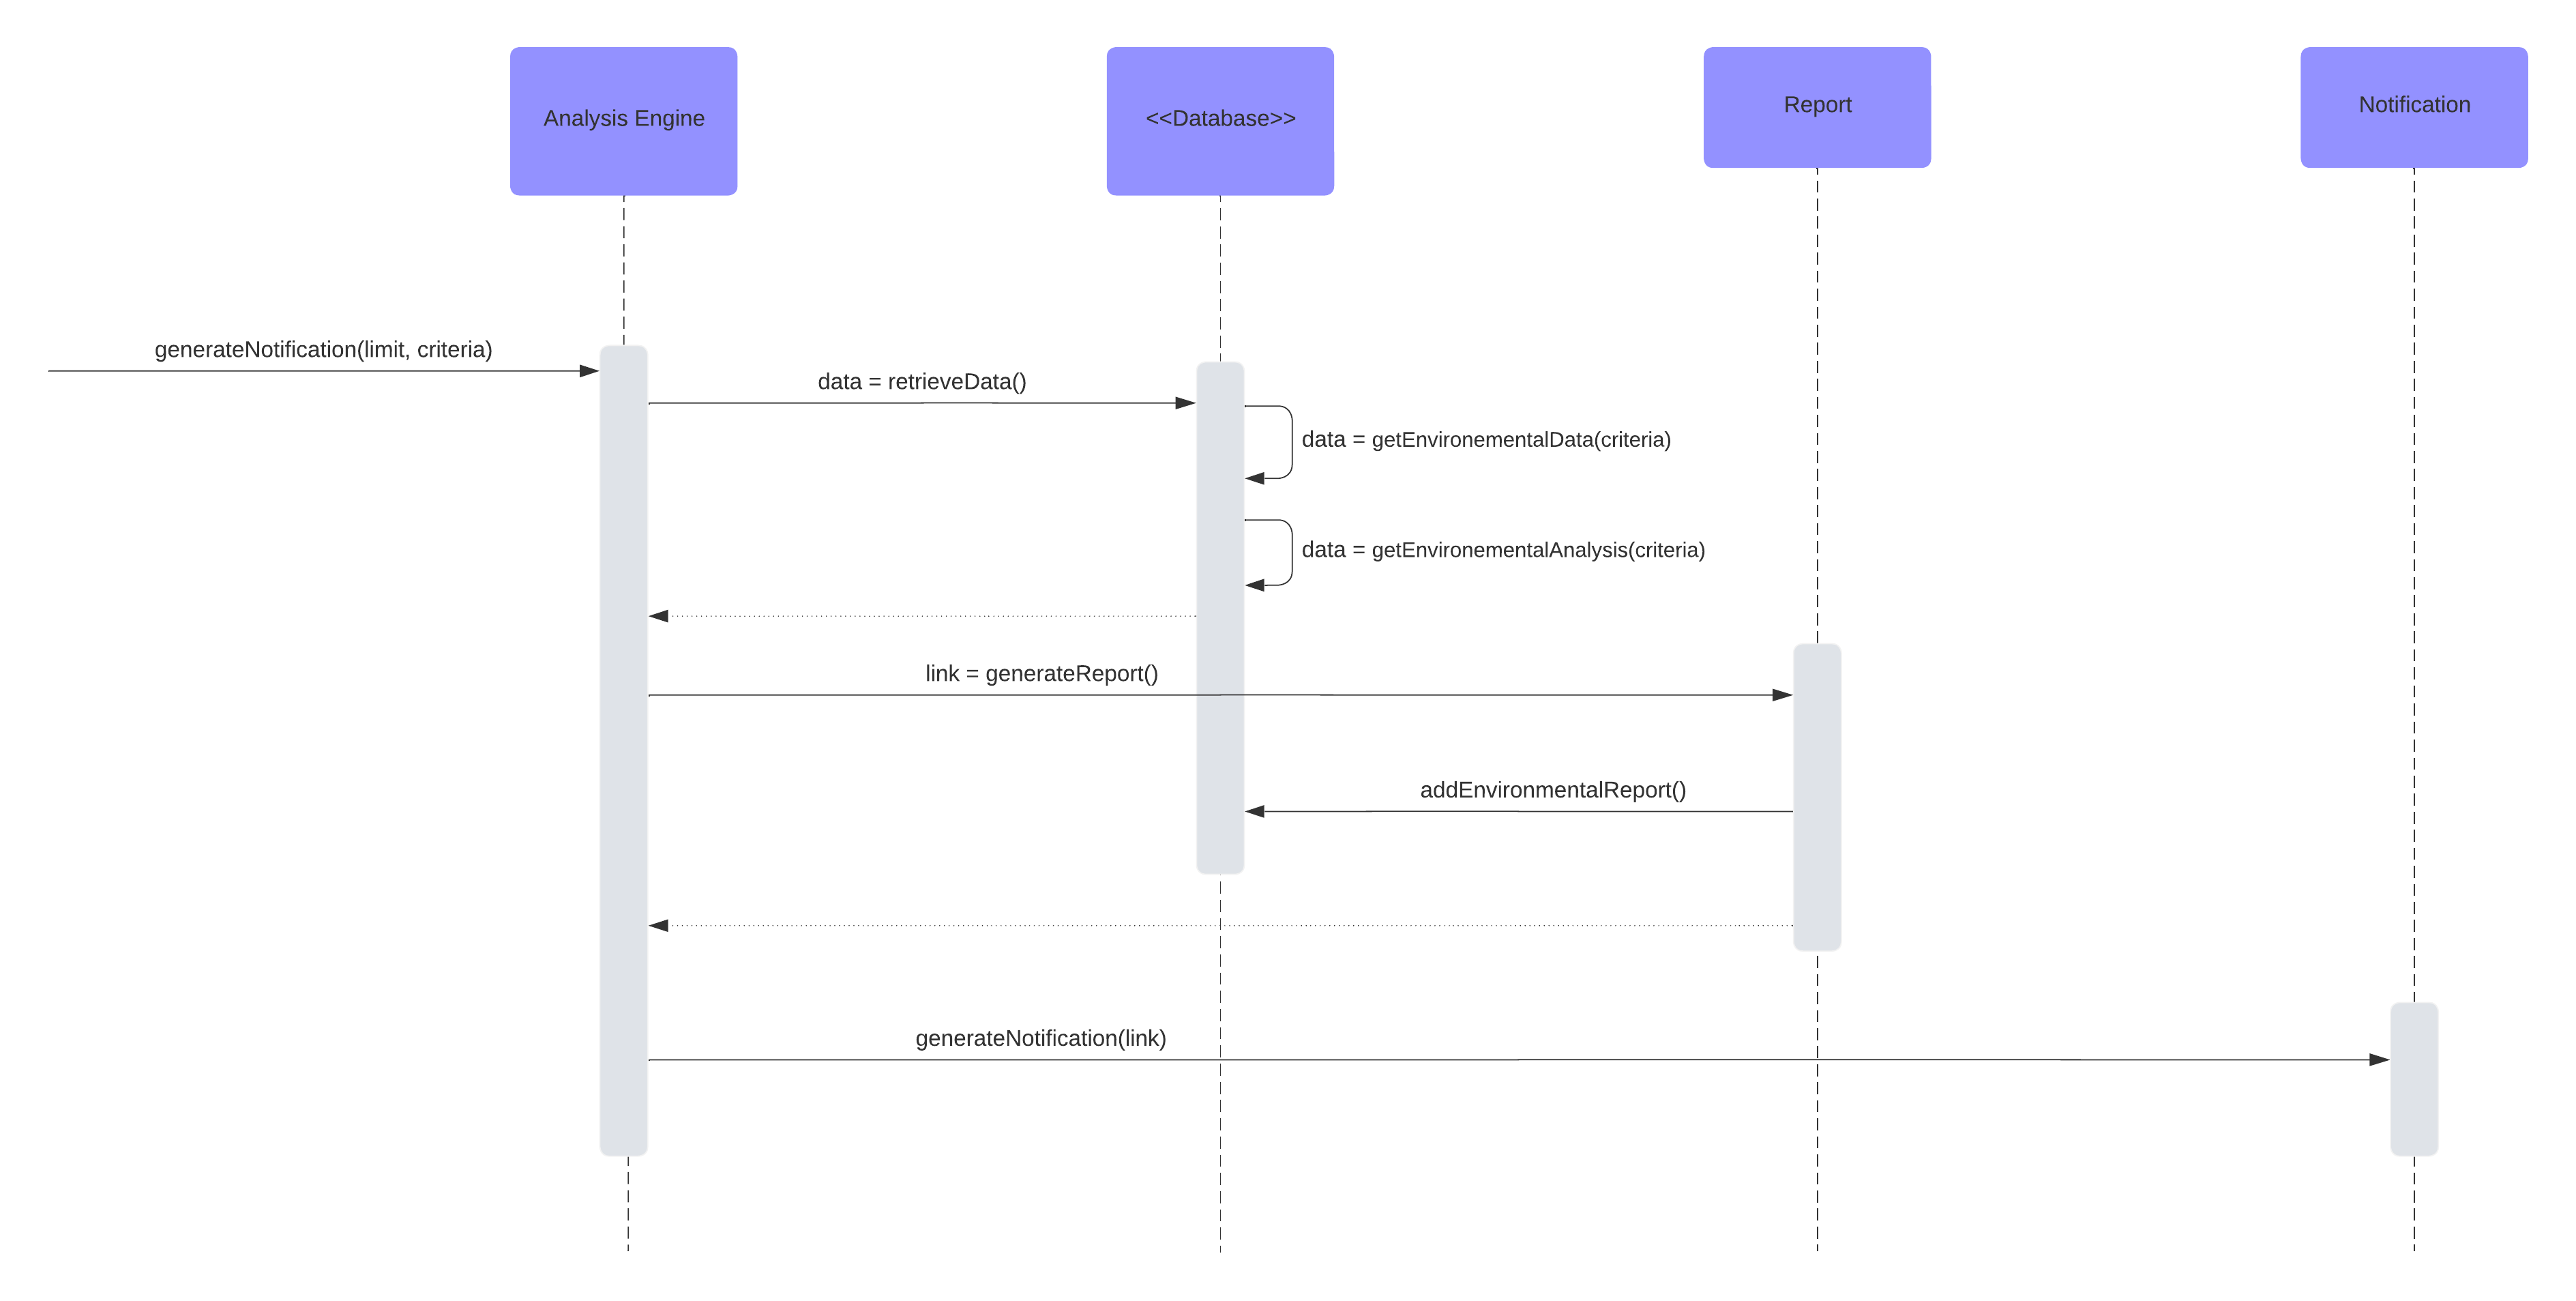 Analysis Engine
<<Database>>
Report
Notification
generateNotification(limit, criteria)
data = retrieveData()
data = getEnvironementalData(criteria)
data = getEnvironementalAnalysis(criteria)
link = generateReport()
addEnvironmentalReport()
generateNotification(link)